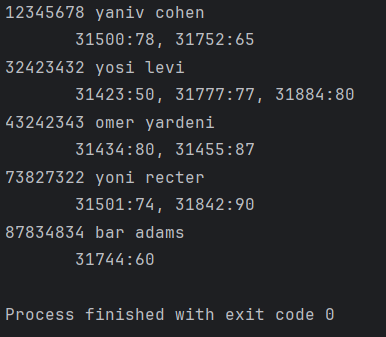 12345678 yaniv cohen
31500:78, 31752:65
32423432 yosi levi
31423:50, 31777:77, 31884:80
43242343 omer yardeni
31434:80, 31455:87
73827322 yoni recter
31501:74, 31842:90
87834834 bar adams
31744:60
Process finished with exit code 0